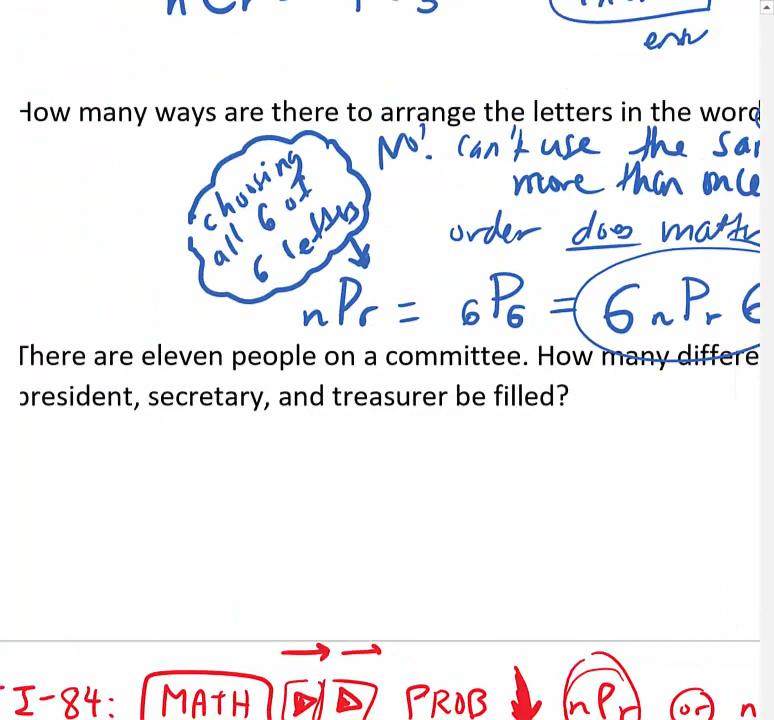 enter
How many ways are there to arrange the letters in the word
choosing
all 6 of
6 letters
No! Can't use the
more than once
order does matter
nPr = 6P6 = 6 nPr 6
There are eleven people on a committee. How many differe
president, secretary, and treasurer be filled?
TI-84: MATH PROB nPr or n